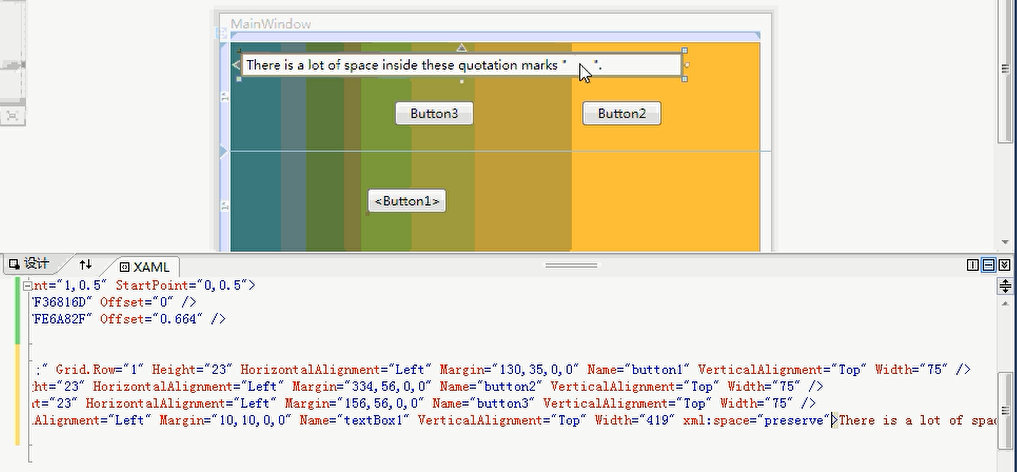 MainWindow
There is a lot of space inside these quotation marks "     ".
Button3
Button2
<Button1>
设计
XAML
nt="1,0.5" StartPoint="0,0.5">
"F36816D" Offset="0" />
"FE6A82F" Offset="0.664" />
;" Grid.Row="1" Height="23" HorizontalAlignment="Left" Margin="130,35,0,0" Name="button1" VerticalAlignment="Top" Width="75" />
ht="23" HorizontalAlignment="Left" Margin="334,56,0,0" Name="button2" VerticalAlignment="Top" Width="75" />
t="23" HorizontalAlignment="Left" Margin="156,56,0,0" Name="button3" VerticalAlignment="Top" Width="75" />
Alignment="Left" Margin="10,10,0,0" Name="textBox1" VerticalAlignment="Top" Width="419" xml:space="preserve">There is a lot of spac